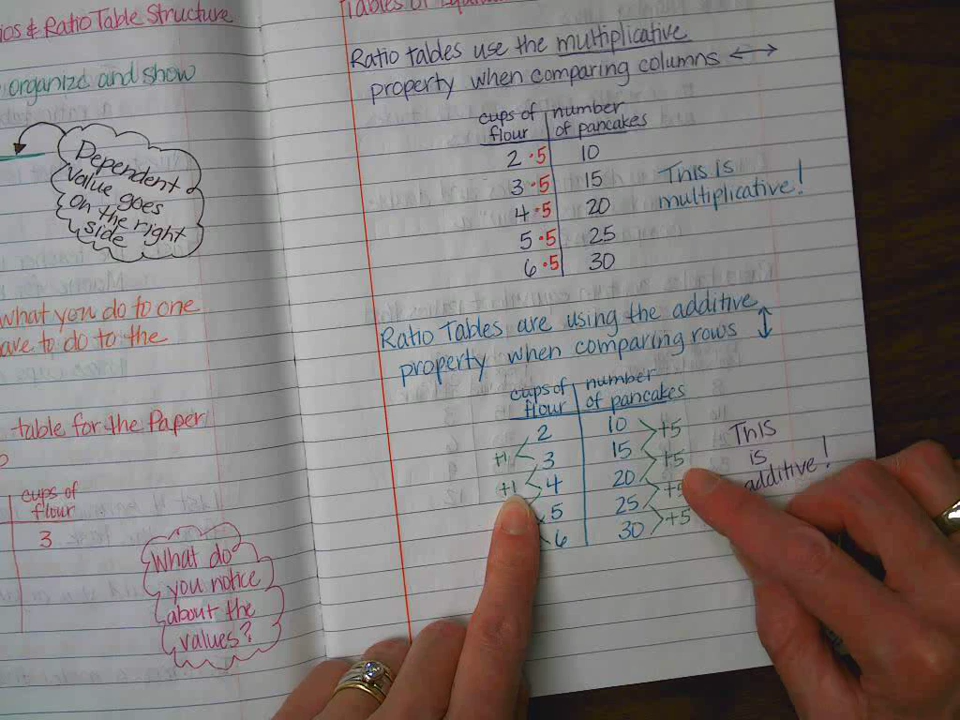 ios & Ratio Table Structure
organize and show
Dependent
value goes
on the right
side
what you do to one
ave to do to the
table for the Paper
cups of
flour
3
What do
you notice
about the
values?
Tables of
Ratio tables use the multiplicative
property when comparing columns ↔
cups of flour | number of pancakes
2 •5 | 10
3 •5 | 15
4 •5 | 20
5 •5 | 25
6 •5 | 30
This is
multiplicative!
Ratio Tables are using the additive
property when comparing rows ↕
cups of flour | number of pancakes
2 | 10
3 | 15
4 | 20
5 | 25
6 | 30
+1
+1
+5
+5
+5
+5
This
is
additive!